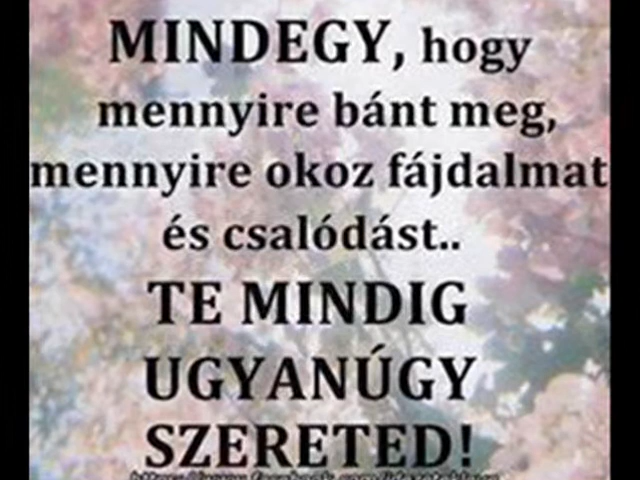 MINDEGY, hogy
mennyire bánt meg,
mennyire okoz fájdalmat
és csalódást..
TE MINDIG
UGYANÚGY
SZERETED!